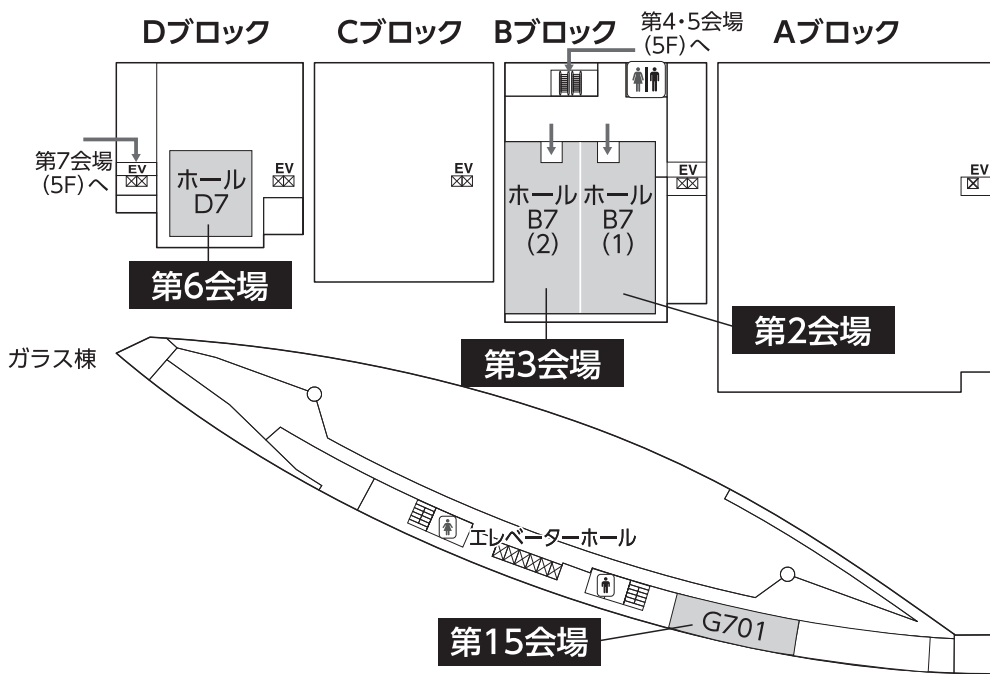 Dブロック
Cブロック
Bブロック
Aブロック
第4・5会場
(5F)へ
第7会場
(5F)へ
EV
ホール
D7
EV
EV
ホール
B7
(2)
ホール
B7
(1)
EV
EV
第6会場
第2会場
第3会場
ガラス棟
エレベーターホール
G701
第15会場